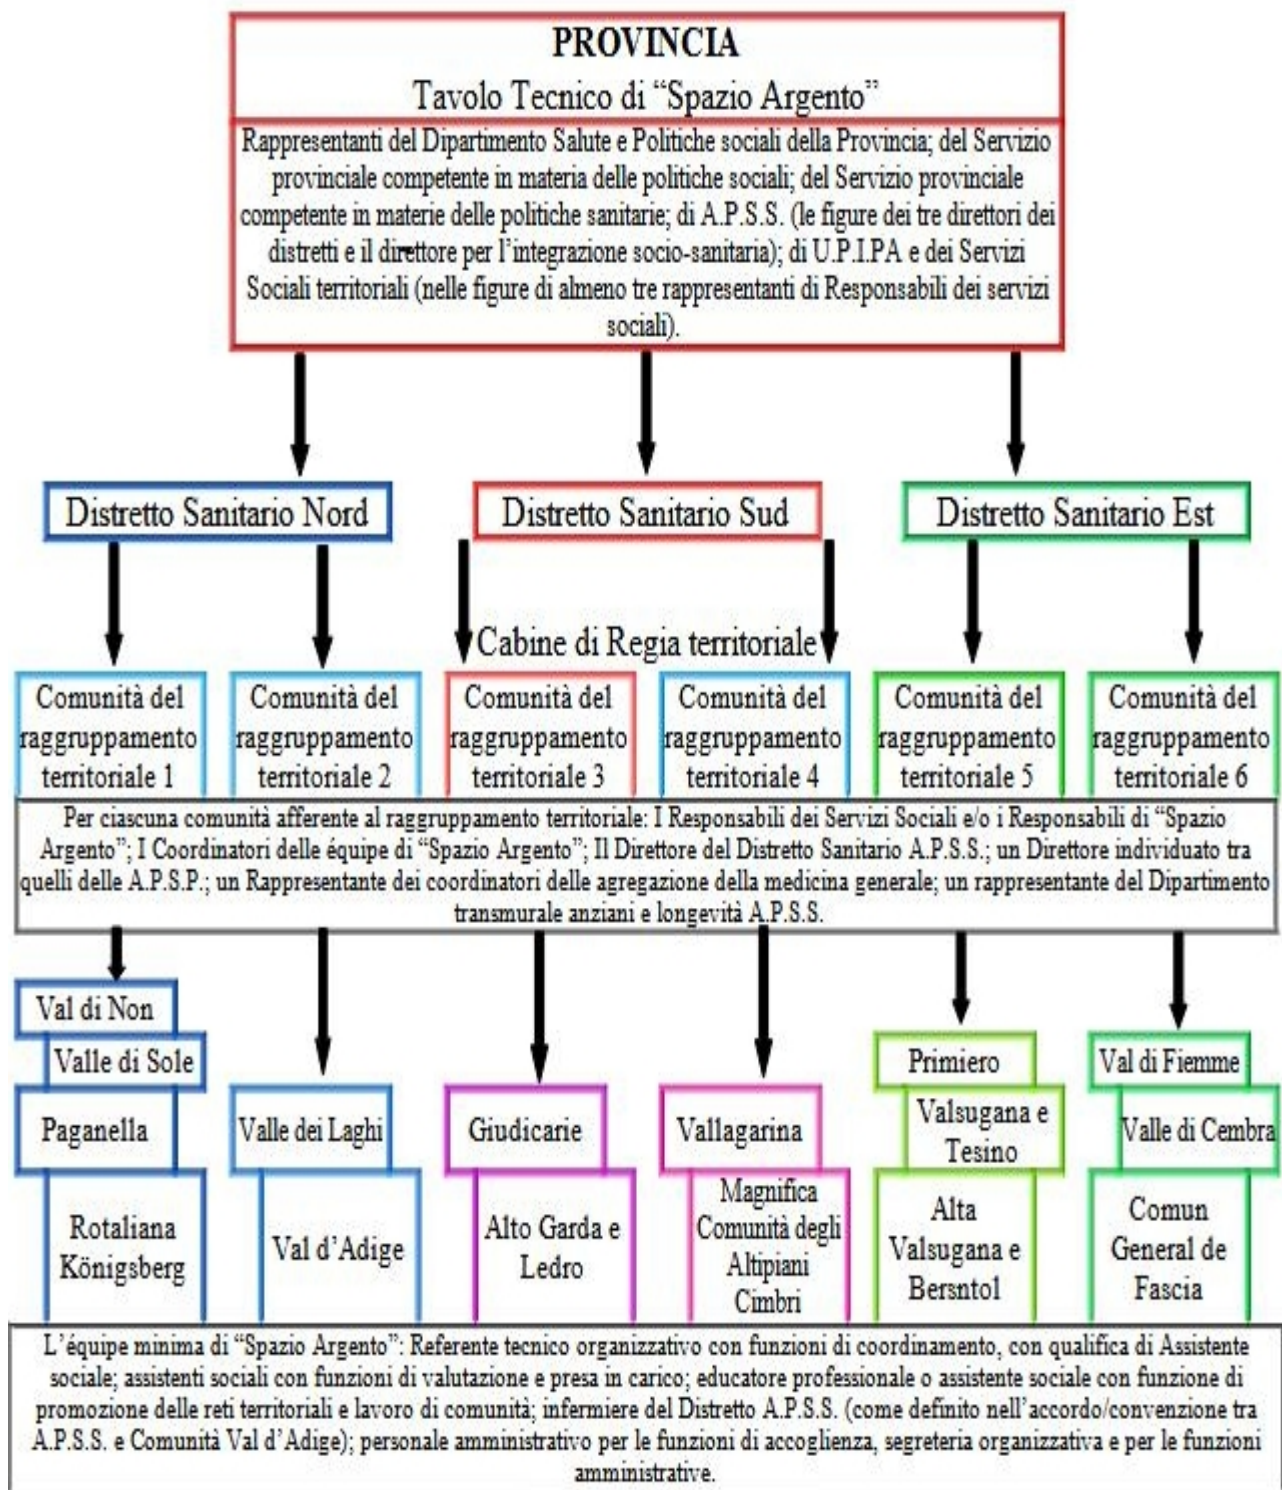 PROVINCIA
Tavolo Tecnico di “Spazio Argento”
Rappresentanti del Dipartimento Salute e Politiche sociali della Provincia; del Servizio
provinciale competente in materia delle politiche sociali; del Servizio provinciale
competente in materie delle politiche sanitarie; di A.P.S.S. (le figure dei tre direttori dei
distretti e il direttore per l’integrazione socio-sanitaria); di U.P.I.PA e dei Servizi
Sociali territoriali (nelle figure di almeno tre rappresentanti di Responsabili dei servizi
sociali).
Distretto Sanitario Nord
Distretto Sanitario Sud
Distretto Sanitario Est
Cabine di Regia territoriale
Comunità del
raggruppamento
territoriale 1
Comunità del
raggruppamento
territoriale 2
Comunità del
raggruppamento
territoriale 3
Comunità del
raggruppamento
territoriale 4
Comunità del
raggruppamento
territoriale 5
Comunità del
raggruppamento
territoriale 6
Per ciascuna comunità afferente al raggruppamento territoriale: I Responsabili dei Servizi Sociali e/o i Responsabili di “Spazio
Argento”; I Coordinatori delle équipe di “Spazio Argento”; Il Direttore del Distretto Sanitario A.P.S.S.; un Direttore individuato tra
quelli delle A.P.S.P.; un Rappresentante dei coordinatori delle agregazione della medicina generale; un rappresentante del Dipartimento
transmurale anziani e longevità A.P.S.S.
Val di Non
Valle di Sole
Paganella
Rotaliana
Königsberg
Valle dei Laghi
Val d’Adige
Giudicarie
Alto Garda e
Ledro
Vallagarina
Magnifica
Comunità degli
Altipiani
Cimbri
Primiero
Valsugana e
Tesino
Alta
Valsugana e
Bersntol
Val di Fiemme
Valle di Cembra
Comun
General de
Fascia
L’équipe minima di “Spazio Argento”: Referente tecnico organizzativo con funzioni di coordinamento, con qualifica di Assistente
sociale; assistenti sociali con funzioni di valutazione e presa in carico; educatore professionale o assistente sociale con funzione di
promozione delle reti territoriali e lavoro di comunità; infermiere del Distretto A.P.S.S. (come definito nell’accordo/convenzione tra
A.P.S.S. e Comunità Val d’Adige); personale amministrativo per le funzioni di accoglienza, segreteria organizzativa e per le funzioni
amministrative.